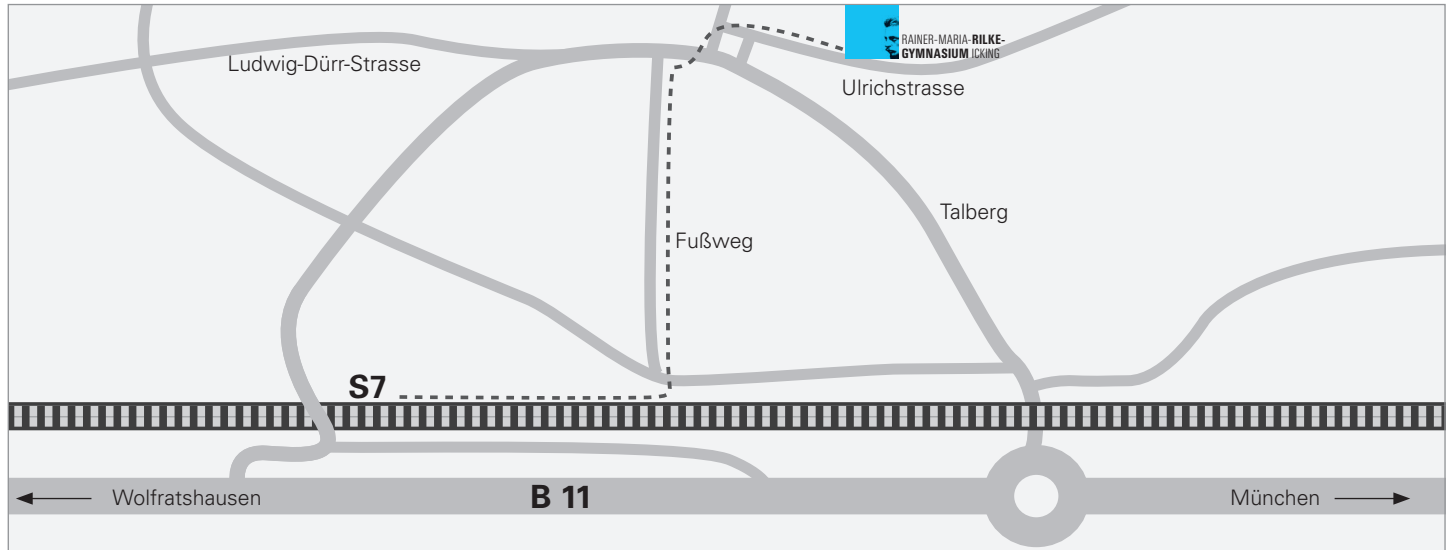 RAINER-MARIA-RILKE-
GYMNASIUM ICKING
Ludwig-Dürr-Strasse
Ulrichstrasse
Talberg
Fußweg
S7
Wolfratshausen
B 11
München